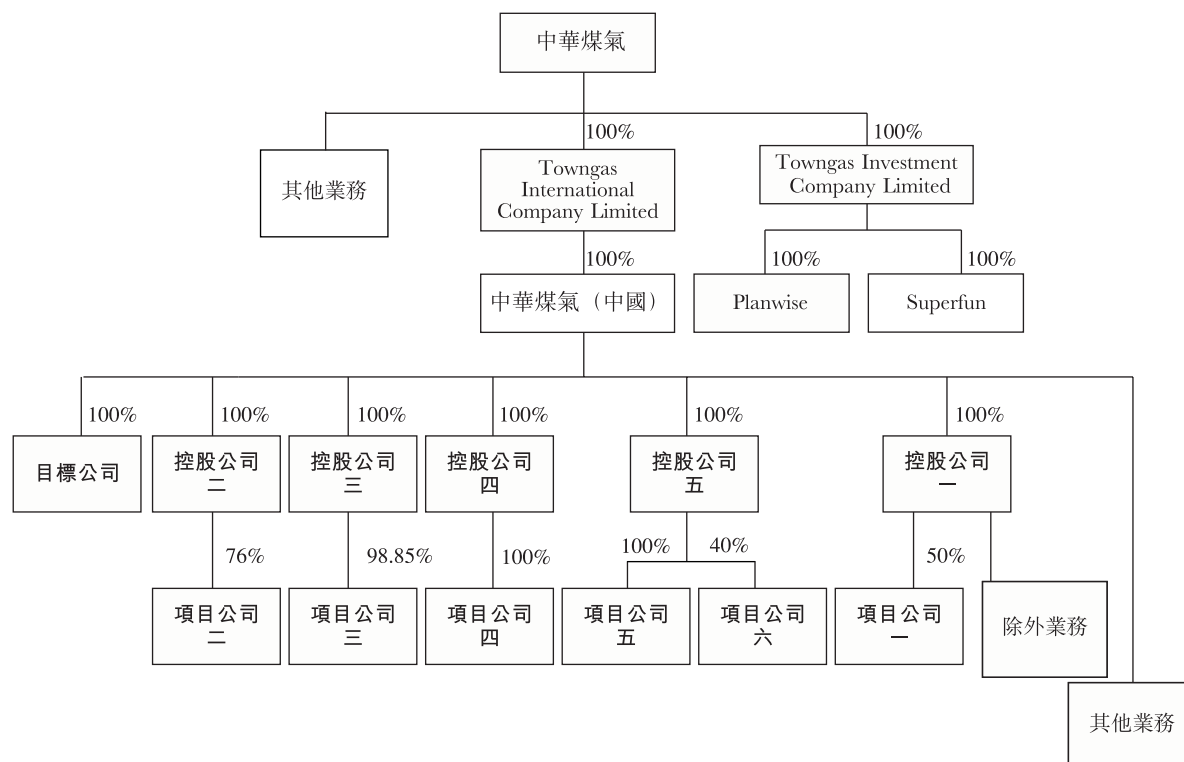 中華煤氣
100%
100%
其他業務
Towngas
International
Company Limited
Towngas Investment
Company Limited
100%
100%
100%
中華煤氣（中國）
Planwise
Superfun
100%
100%
100%
100%
100%
100%
目標公司
控股公司
二
控股公司
三
控股公司
四
控股公司
五
控股公司
一
76%
98.85%
100%
100%
40%
50%
項目公司
二
項目公司
三
項目公司
四
項目公司
五
項目公司
六
項目公司
一
除外業務
其他業務